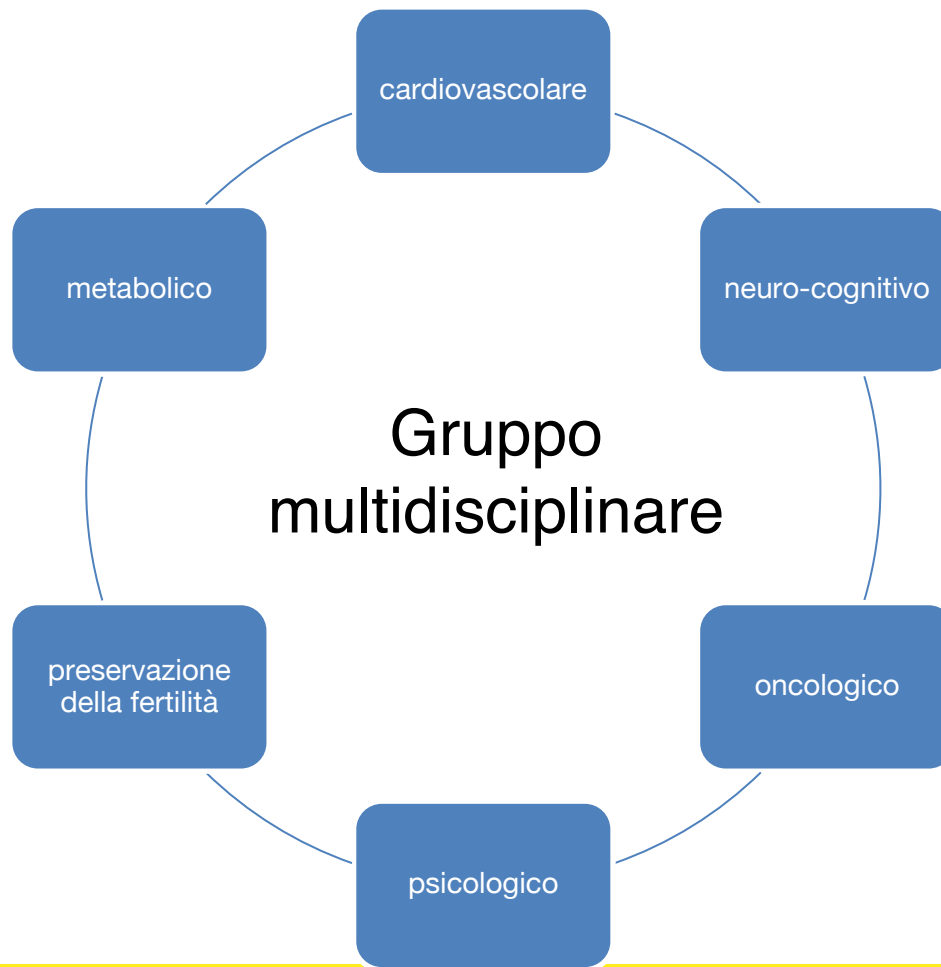 cardiovascolare
metabolico
neuro-cognitivo
Gruppo
multidisciplinare
preservazione
della fertilità
oncologico
psicologico